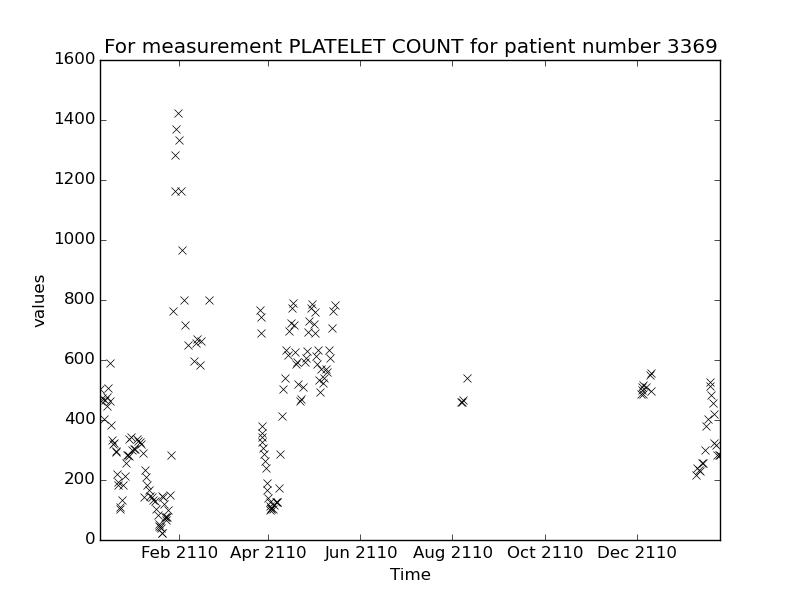 For measurement PLATELET COUNT for patient number 3369
1600
1400
1200
1000
800
600
400
200
0
values
Feb 2110 Apr 2110 Jun 2110 Aug 2110 Oct 2110 Dec 2110
Time